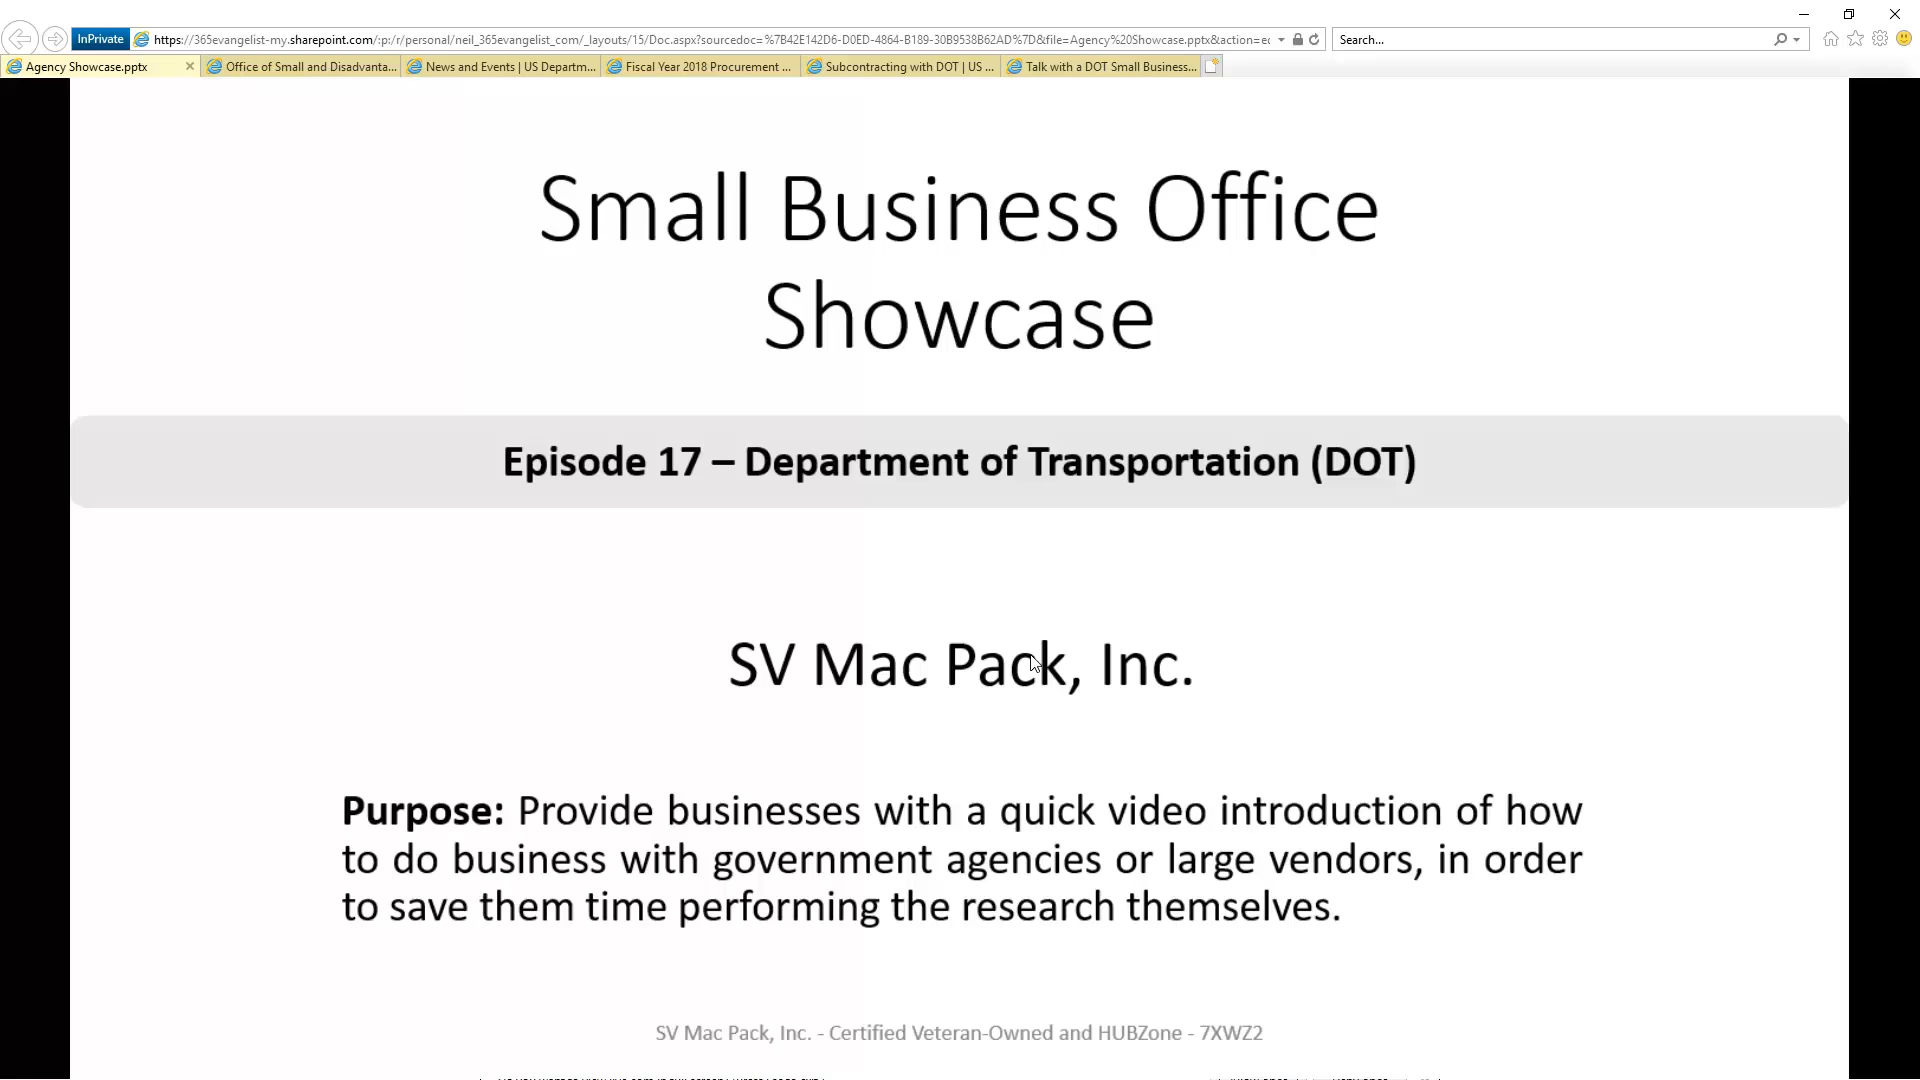 InPrivate
https://365evangelist-my.sharepoint.com/:p:/r/personal/neil_365evangelist_com/_layouts/15/Doc.aspx?sourcedoc=%7B42E142D6-D0ED-4864-B189-30B9538B62AD%7D&file=Agency%20Showcase.pptx&action=ec
Search...
Agency Showcase.pptx
Office of Small and Disadvanta...
News and Events | US Departm...
Fiscal Year 2018 Procurement ...
Subcontracting with DOT | US ...
Talk with a DOT Small Business...
Small Business Office
Showcase
Episode 17 – Department of Transportation (DOT)
SV Mac Pack, Inc.
Purpose: Provide businesses with a quick video introduction of how
to do business with government agencies or large vendors, in order
to save them time performing the research themselves.
SV Mac Pack, Inc. - Certified Veteran-Owned and HUBZone - 7XWZ2